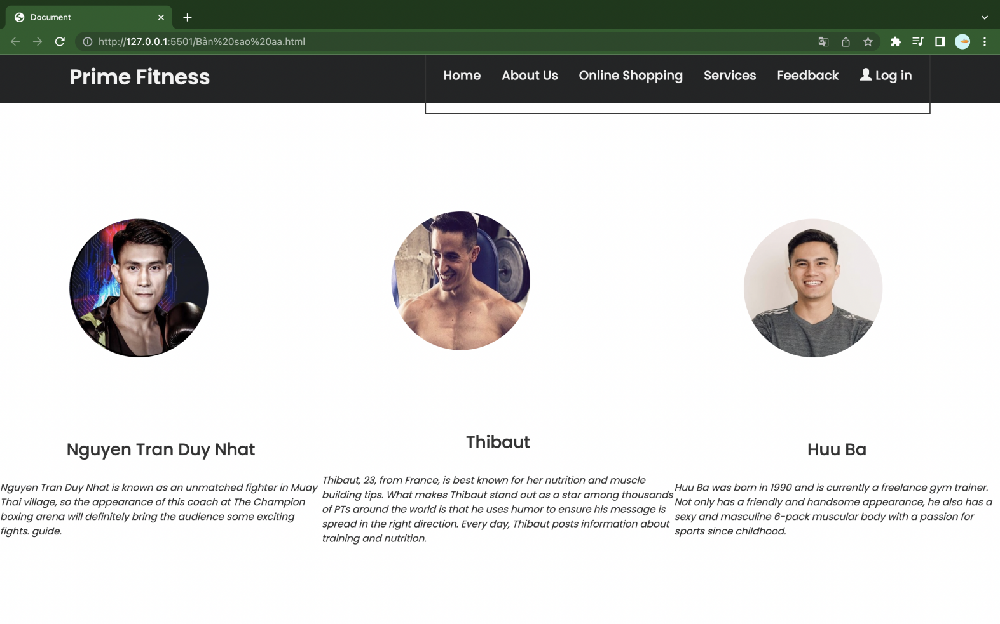 Document
http://127.0.0.1:5501/Bản%20sao%20aa.html
Prime Fitness
Home About Us Online Shopping Services Feedback Log in
Nguyen Tran Duy Nhat
Nguyen Tran Duy Nhat is known as an unmatched fighter in Muay
Thai village, so the appearance of this coach at The Champion
boxing arena will definitely bring the audience some exciting
fights. guide.
Thibaut
Thibaut, 23, from France, is best known for her nutrition and muscle
building tips. What makes Thibaut stand out as a star among thousands
of PTs around the world is that he uses humor to ensure his message is
spread in the right direction. Every day, Thibaut posts information about
training and nutrition.
Huu Ba
Huu Ba was born in 1990 and is currently a freelance gym trainer.
Not only has a friendly and handsome appearance, he also has a
sexy and masculine 6-pack muscular body with a passion for
sports since childhood.